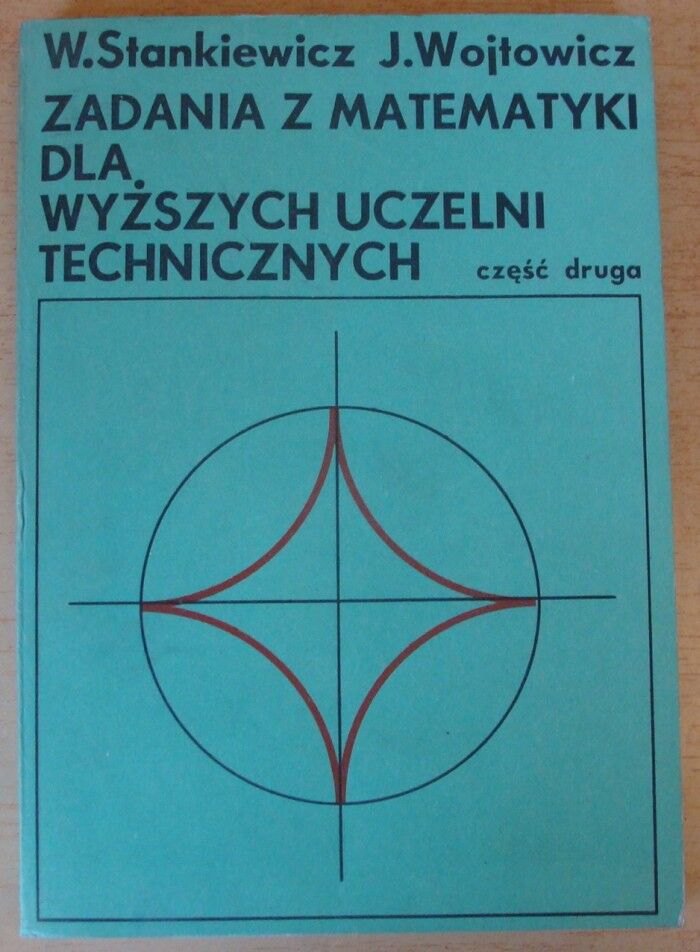 W.Stankiewicz J.Wojtowicz
ZADANIA Z MATEMATYKI
DLA
WYŻSZYCH UCZELNI
TECHNICZNYCH część druga